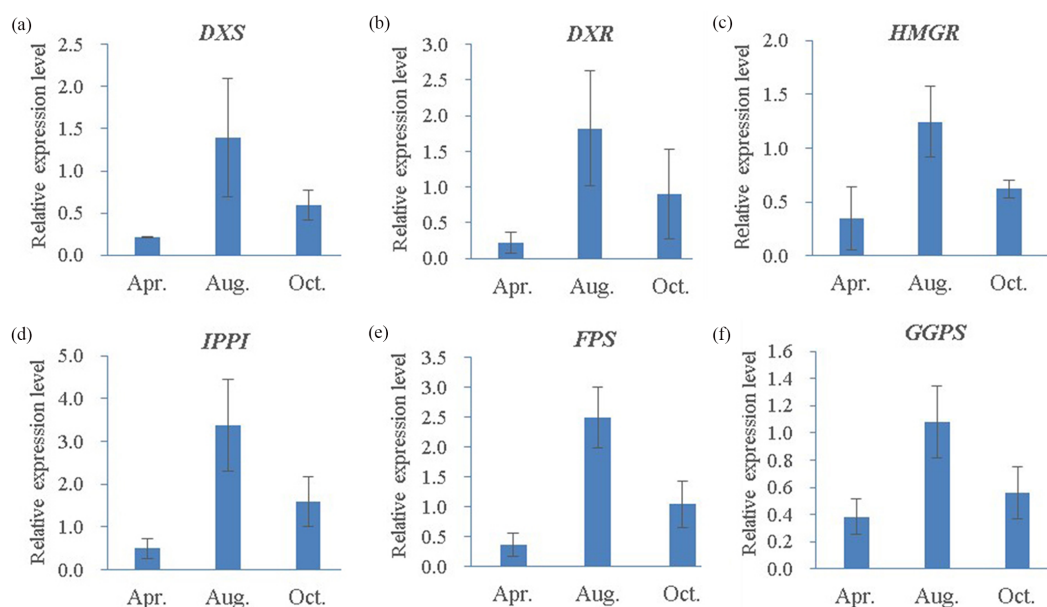 (a)
DXS
Relative expression level
2.5
2.0
1.5
1.0
0.5
0.0
Apr. Aug. Oct.
(b)
DXR
Relative expression level
3.0
2.5
2.0
1.5
1.0
0.5
0.0
Apr. Aug. Oct.
(c)
HMGR
Relative expression level
2.0
1.5
1.0
0.5
0.0
Apr. Aug. Oct.
(d)
IPPI
Relative expression level
5.0
4.0
3.0
2.0
1.0
0.0
Apr. Aug. Oct.
(e)
FPS
Relative expression level
3.5
3.0
2.5
2.0
1.5
1.0
0.5
0.0
Apr. Aug. Oct.
(f)
GGPS
Relative expression level
1.6
1.4
1.2
1.0
0.8
0.6
0.4
0.2
0.0
Apr. Aug. Oct.